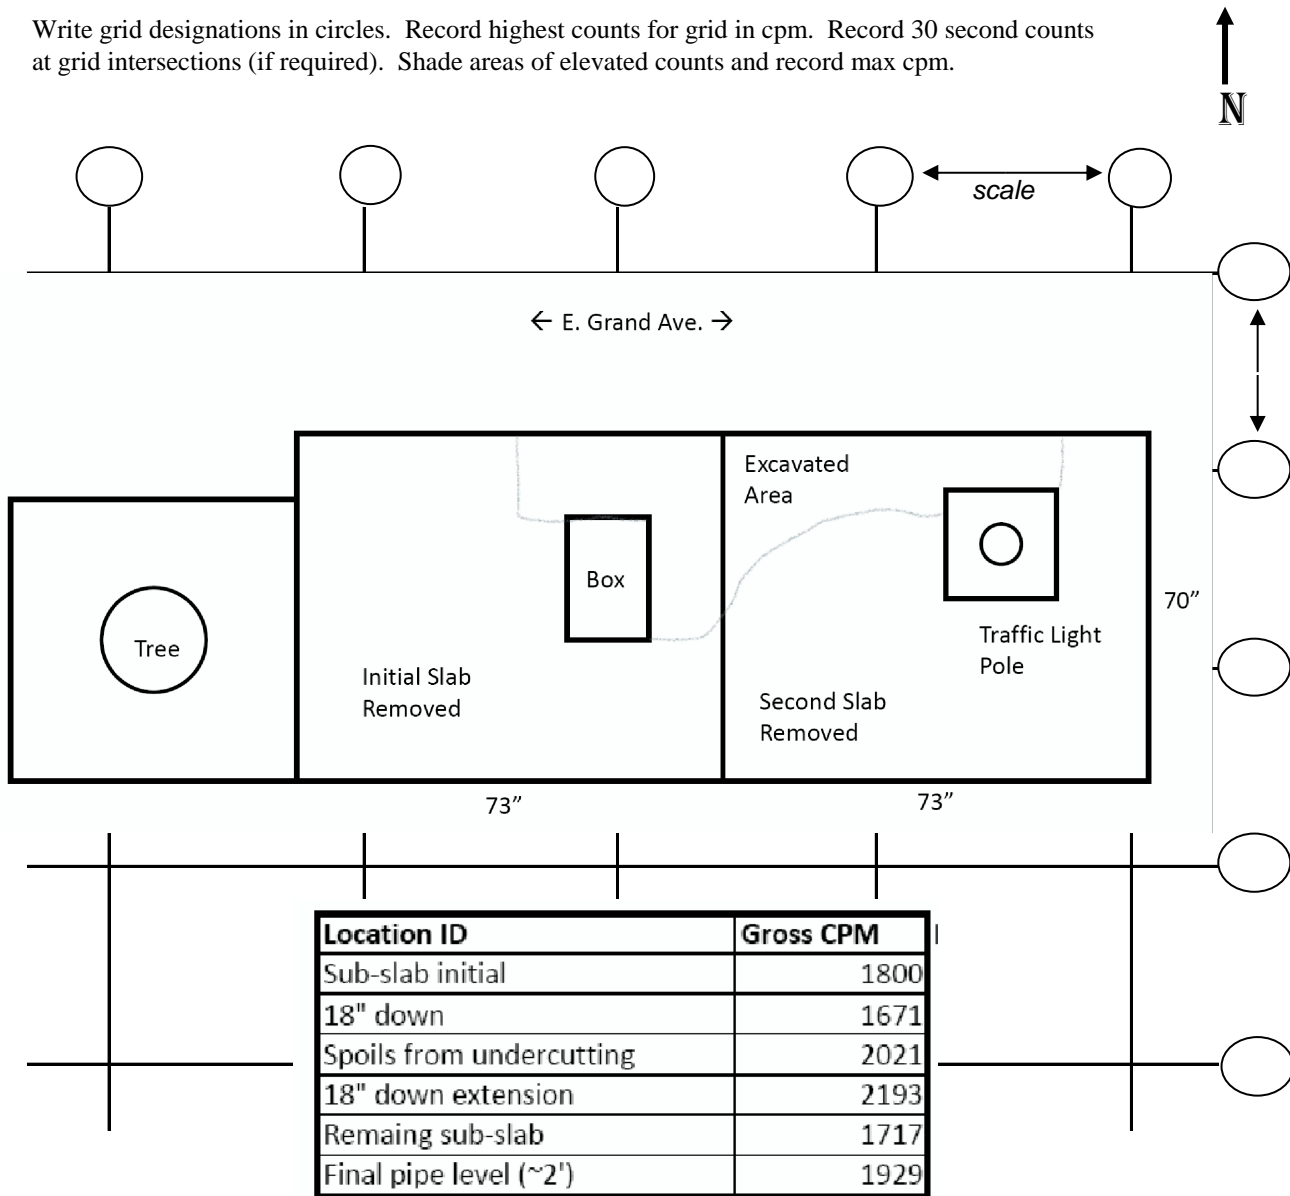 Write grid designations in circles.  Record highest counts for grid in cpm.  Record 30 second counts
at grid intersections (if required).  Shade areas of elevated counts and record max cpm.
N
scale
← E. Grand Ave. →
Excavated
Area
Box
Tree
70”
Traffic Light
Pole
Initial Slab
Removed
Second Slab
Removed
73”
73”
Location ID Gross CPM
Sub-slab initial 1800
18" down 1671
Spoils from undercutting 2021
18" down extension 2193
Remaing sub-slab 1717
Final pipe level (~2') 1929